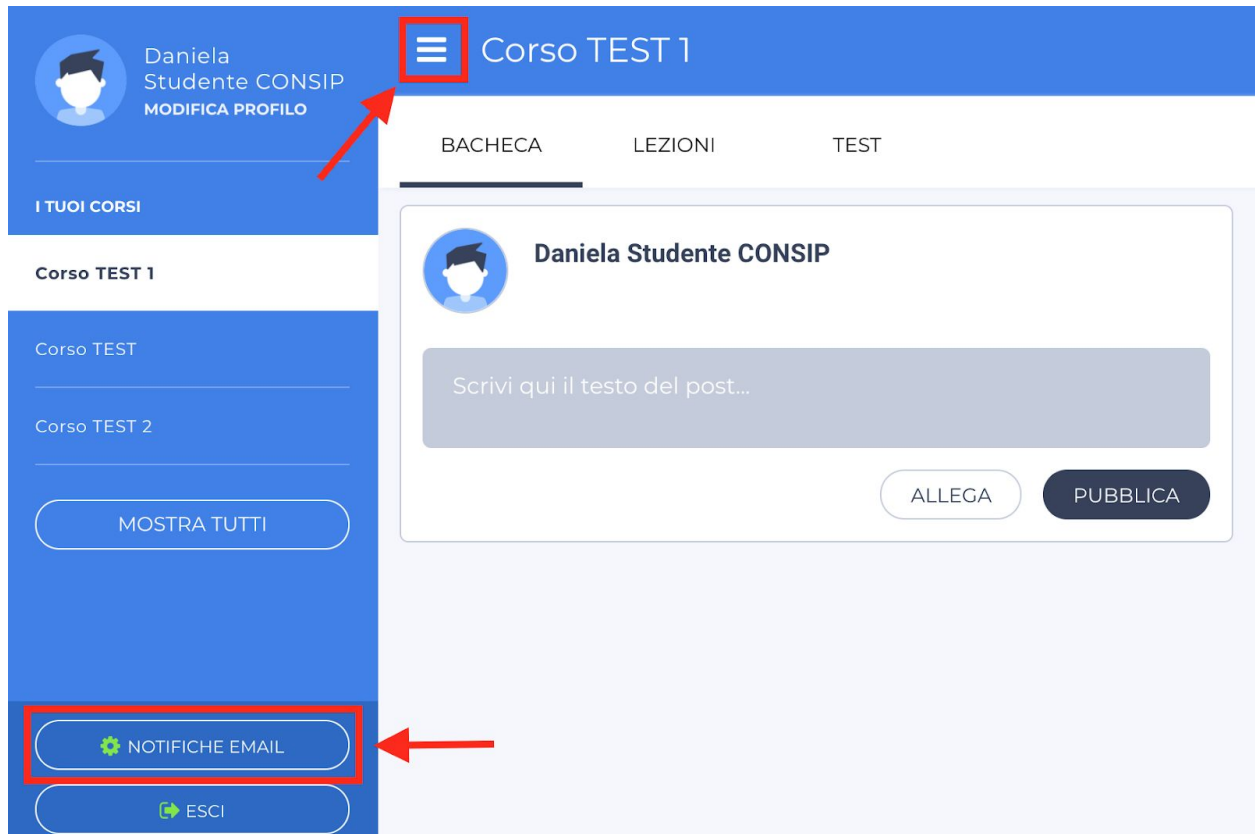 Daniela
Studente CONSIP
MODIFICA PROFILO
I TUOI CORSI
Corso TEST 1
Corso TEST
Corso TEST 2
MOSTRA TUTTI
NOTIFICHE EMAIL
ESCI
Corso TEST 1
BACHECA LEZIONI TEST
Daniela Studente CONSIP
Scrivi qui il testo del post...
ALLEGA PUBBLICA